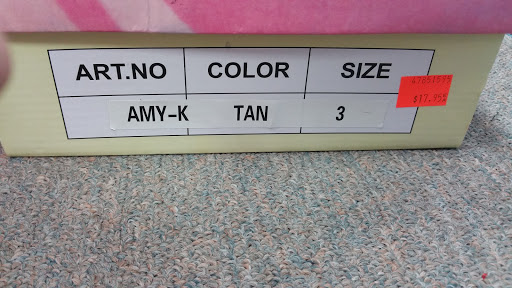 ART.NO COLOR SIZE
AMY-K TAN 3
$17.95